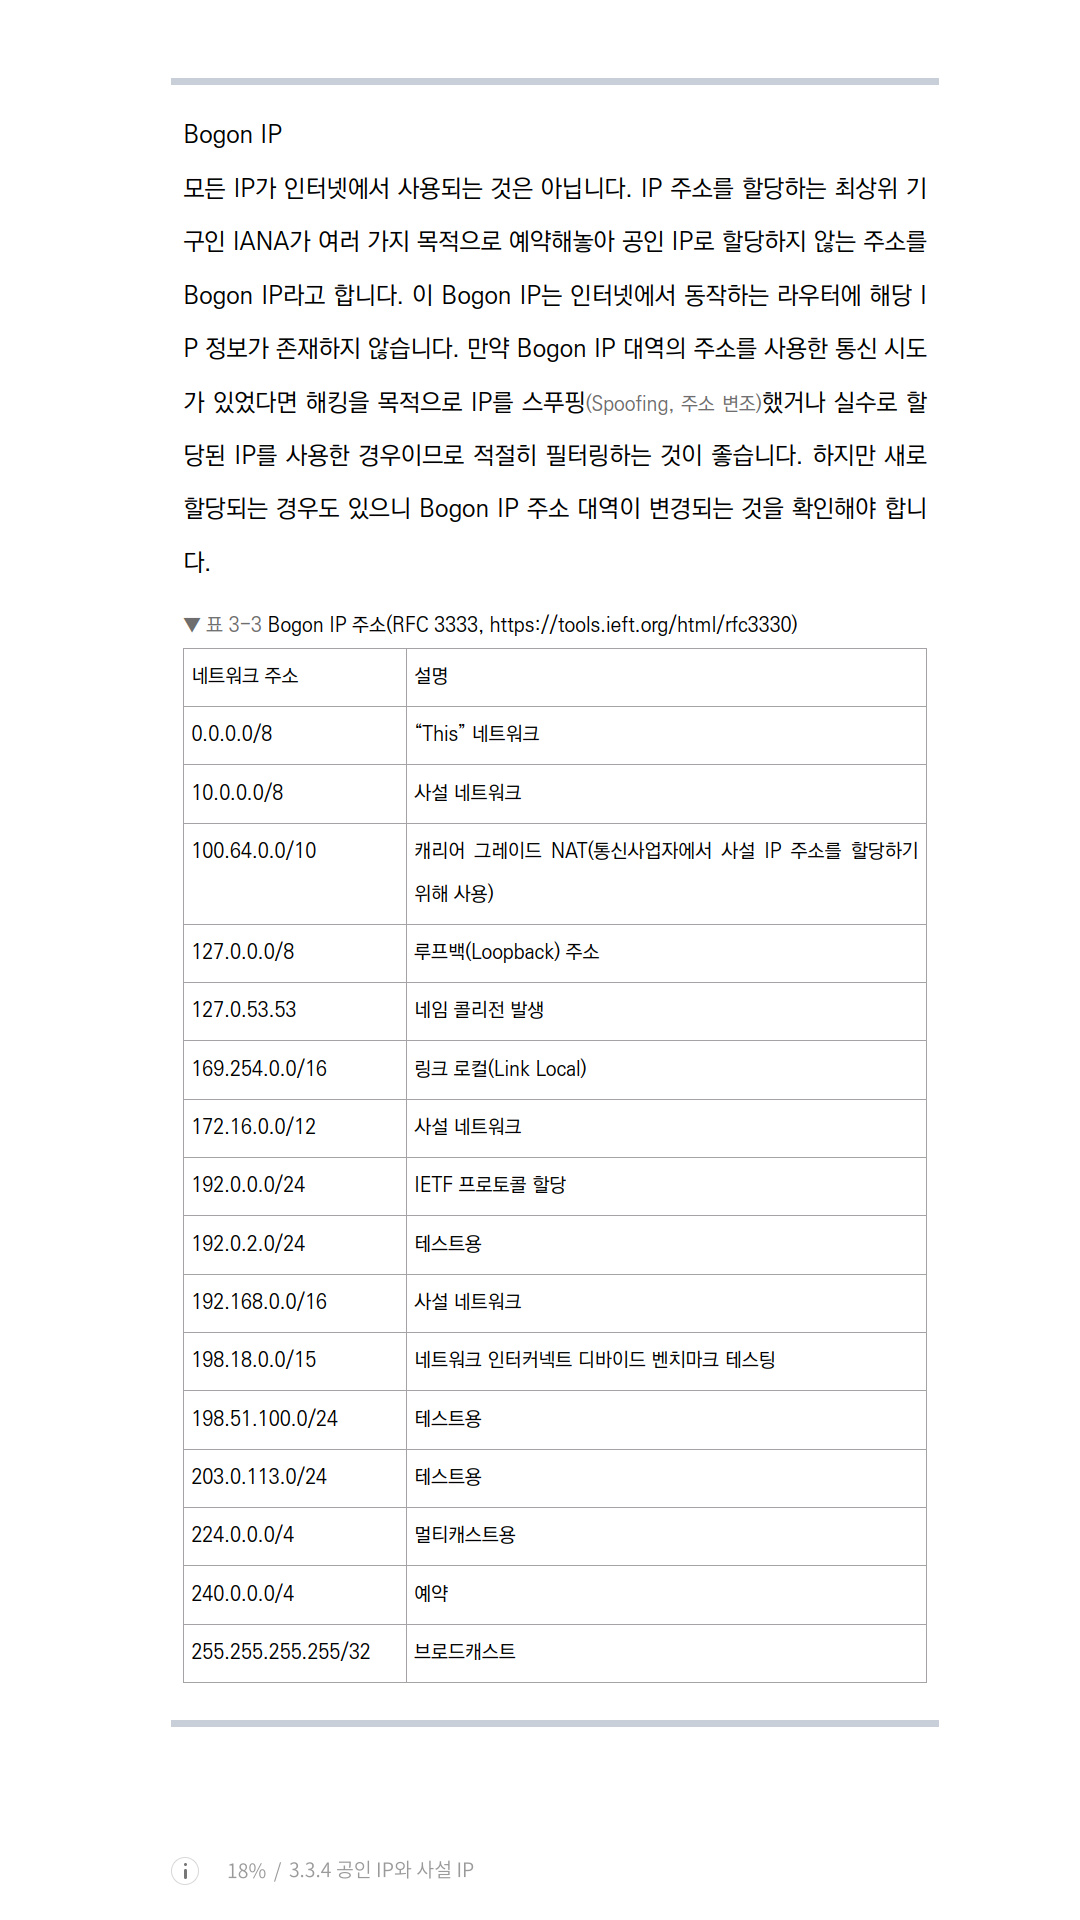 Bogon IP
모든 IP가 인터넷에서 사용되는 것은 아닙니다. IP 주소를 할당하는 최상위 기
구인 IANA가 여러 가지 목적으로 예약해놓아 공인 IP로 할당하지 않는 주소를
Bogon IP라고 합니다. 이 Bogon IP는 인터넷에서 동작하는 라우터에 해당 I
P 정보가 존재하지 않습니다. 만약 Bogon IP 대역의 주소를 사용한 통신 시도
가 있었다면 해킹을 목적으로 IP를 스푸핑(Spoofing, 주소 변조)했거나 실수로 할
당된 IP를 사용한 경우이므로 적절히 필터링하는 것이 좋습니다. 하지만 새로
할당되는 경우도 있으니 Bogon IP 주소 대역이 변경되는 것을 확인해야 합니
다.
▼ 표 3-3 Bogon IP 주소(RFC 3333, https://tools.ieft.org/html/rfc3330)
네트워크 주소 설명
0.0.0.0/8 “This” 네트워크
10.0.0.0/8 사설 네트워크
100.64.0.0/10 캐리어 그레이드 NAT(통신사업자에서 사설 IP 주소를 할당하기
위해 사용)
127.0.0.0/8 루프백(Loopback) 주소
127.0.53.53 네임 콜리전 발생
169.254.0.0/16 링크 로컬(Link Local)
172.16.0.0/12 사설 네트워크
192.0.0.0/24 IETF 프로토콜 할당
192.0.2.0/24 테스트용
192.168.0.0/16 사설 네트워크
198.18.0.0/15 네트워크 인터커넥트 디바이드 벤치마크 테스팅
198.51.100.0/24 테스트용
203.0.113.0/24 테스트용
224.0.0.0/4 멀티캐스트용
240.0.0.0/4 예약
255.255.255.255/32 브로드캐스트
18% / 3.3.4 공인 IP와 사설 IP